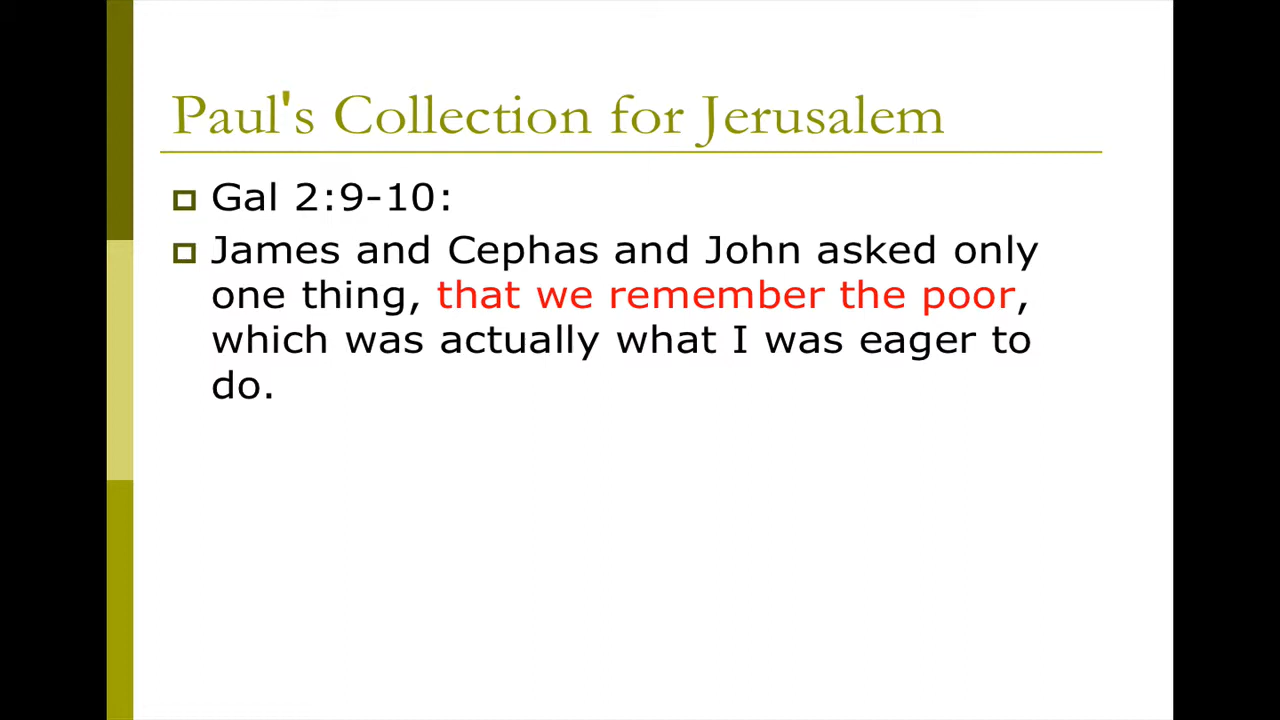 Paul's Collection for Jerusalem
Gal 2:9-10:
James and Cephas and John asked only
one thing, that we remember the poor,
which was actually what I was eager to
do.